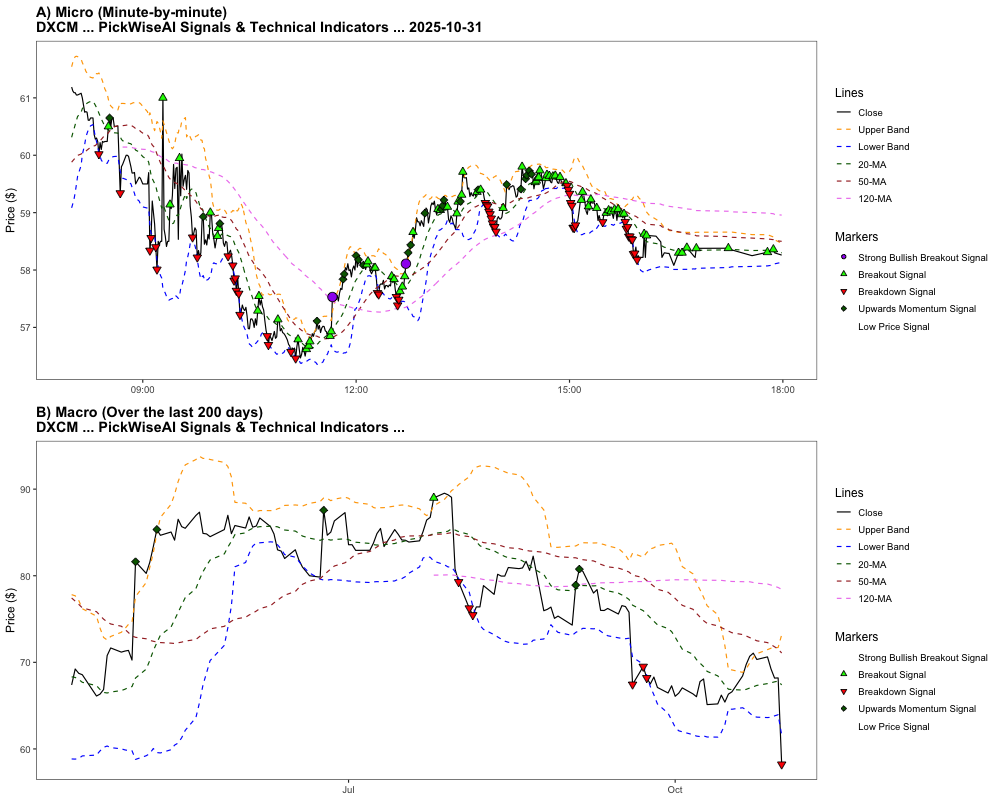 A) Micro (Minute-by-minute)
DXCM ... PickWiseAI Signals & Technical Indicators ... 2025-10-31
Price ($)
61
60
59
58
57
09:00
12:00
15:00
18:00
Lines
Close
Upper Band
Lower Band
20-MA
50-MA
120-MA
Markers
Strong Bullish Breakout Signal
Breakout Signal
Breakdown Signal
Upwards Momentum Signal
Low Price Signal
B) Macro (Over the last 200 days)
DXCM ... PickWiseAI Signals & Technical Indicators ...
Price ($)
90
80
70
60
Jul
Oct
Lines
Close
Upper Band
Lower Band
20-MA
50-MA
120-MA
Markers
Strong Bullish Breakout Signal
Breakout Signal
Breakdown Signal
Upwards Momentum Signal
Low Price Signal